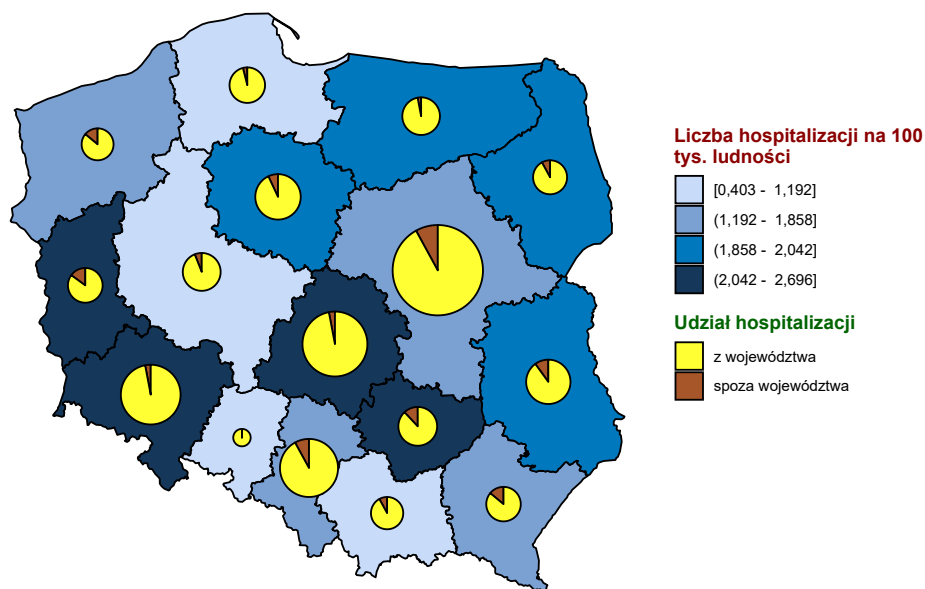 Liczba hospitalizacji na 100
tys. ludności
[0,403 - 1,192]
(1,192 - 1,858]
(1,858 - 2,042]
(2,042 - 2,696]
Udział hospitalizacji
z województwa
spoza województwa